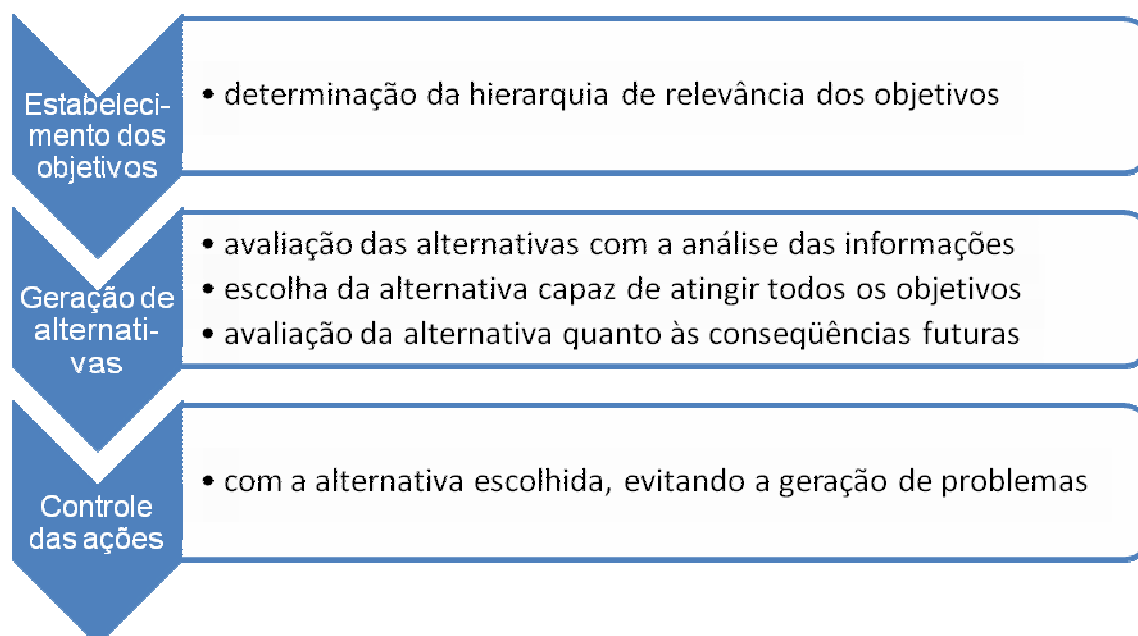 Estabeleci-
mento dos
objetivos
• determinação da hierarquia de relevância dos objetivos
Geração de
alternati-
vas
• avaliação das alternativas com a análise das informações
• escolha da alternativa capaz de atingir todos os objetivos
• avaliação da alternativa quanto às conseqüências futuras
Controle
das ações
• com a alternativa escolhida, evitando a geração de problemas